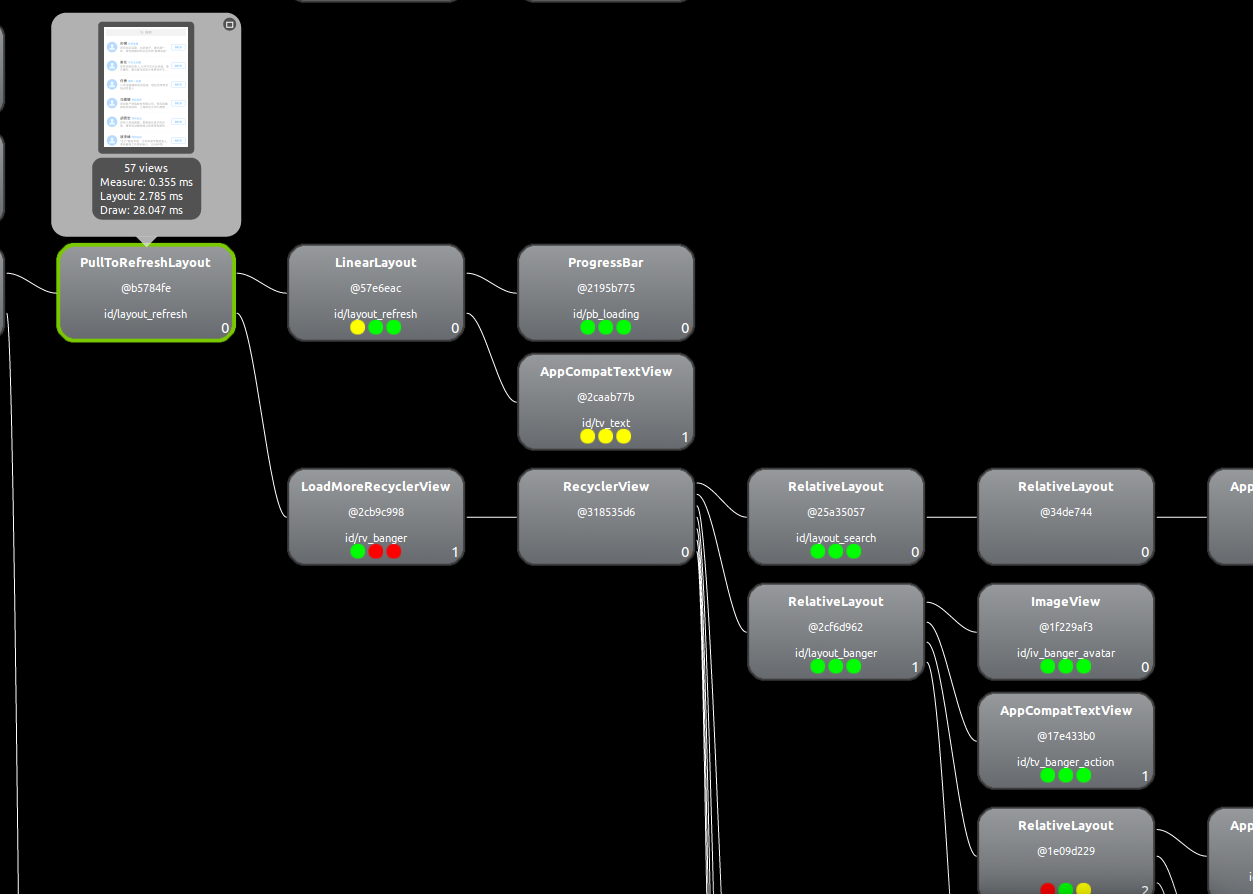 57 views
Measure: 0.355 ms
Layout: 2.785 ms
Draw: 28.047 ms
PullToRefreshLayout
@b5784fe
id/layout_refresh
0
LinearLayout
@57e6eac
id/layout_refresh
0
ProgressBar
@2195b775
id/pb_loading
0
AppCompatTextView
@2caab77b
id/tv_text
1
LoadMoreRecyclerView
@2cb9c998
id/rv_banger
1
RecyclerView
@318535d6
0
RelativeLayout
@25a35057
id/layout_search
0
RelativeLayout
@34de744
0
App
RelativeLayout
@2cf6d962
id/layout_banger
1
ImageView
@1f229af3
id/iv_banger_avatar
0
AppCompatTextView
@17e433b0
id/tv_banger_action
1
RelativeLayout
@1e09d229
2
App